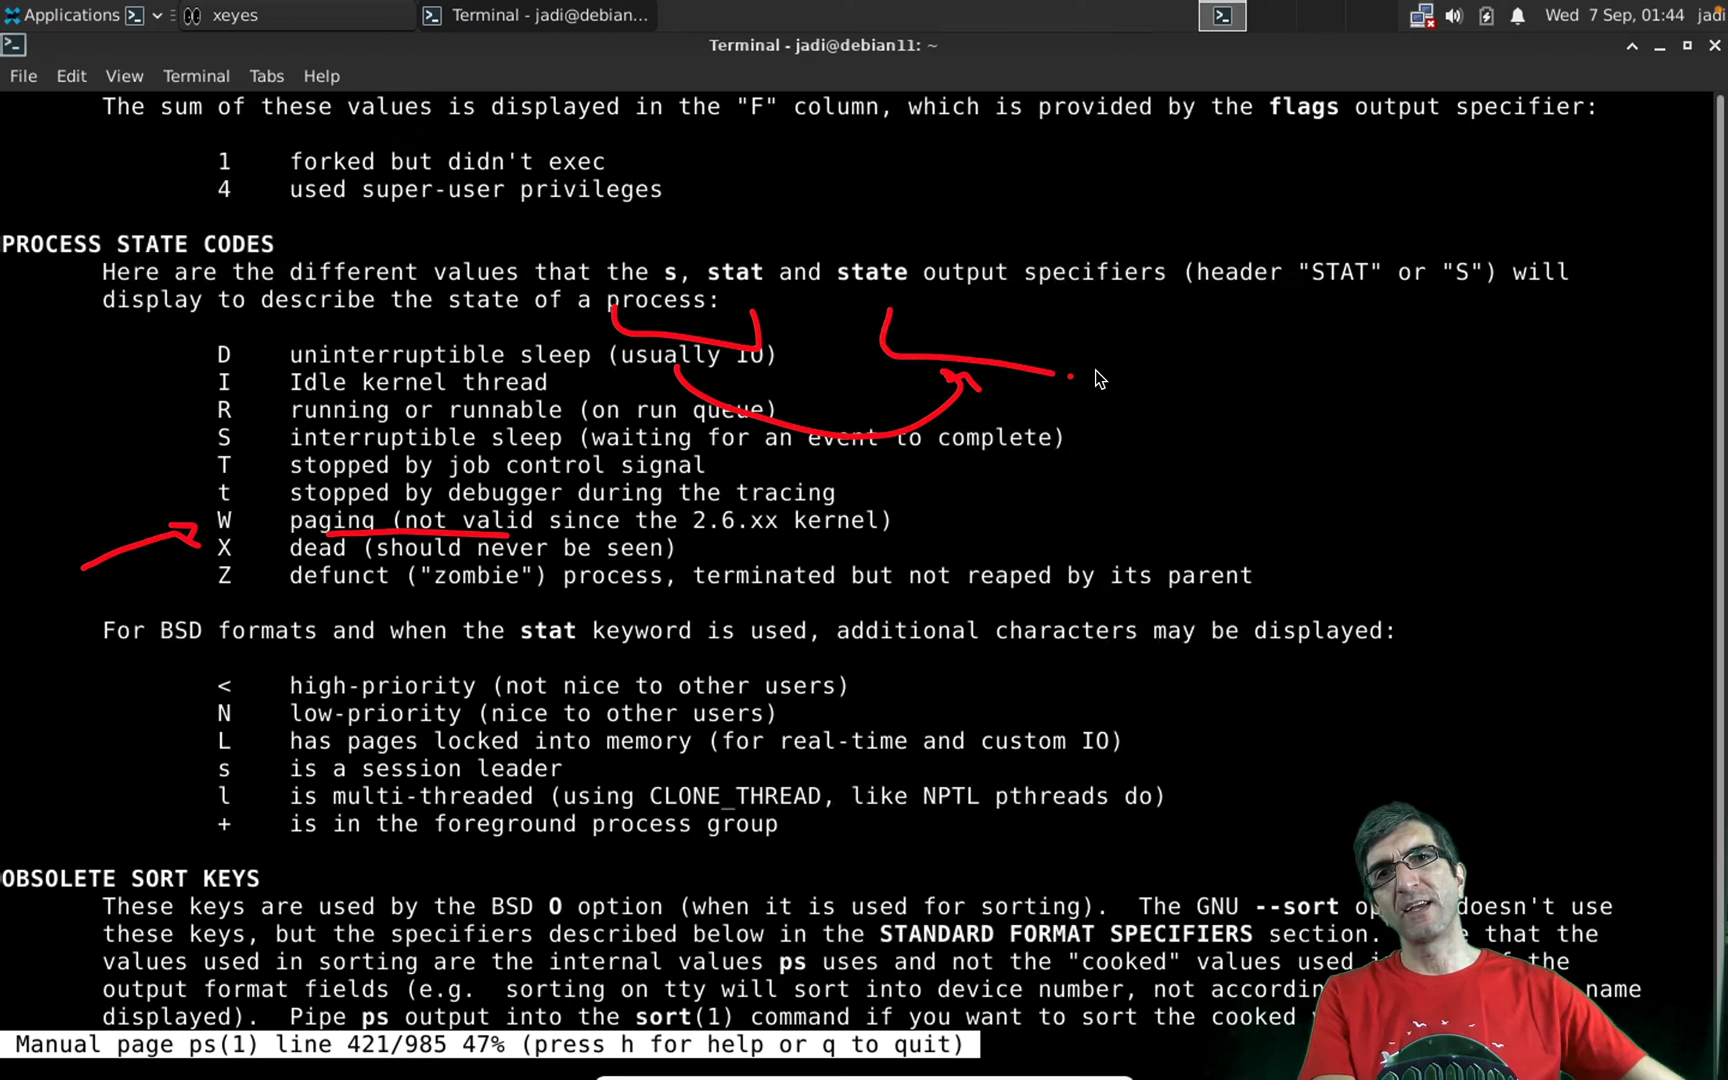 Applications xeyes Terminal - jadi@debian... Wed 7 Sep, 01:44 jadi
Terminal - jadi@debian11: ~
File Edit View Terminal Tabs Help
The sum of these values is displayed in the "F" column, which is provided by the flags output specifier:
1 forked but didn't exec
4 used super-user privileges
PROCESS STATE CODES
Here are the different values that the s, stat and state output specifiers (header "STAT" or "S") will
display to describe the state of a process:
D uninterruptible sleep (usually IO)
I Idle kernel thread
R running or runnable (on run queue)
S interruptible sleep (waiting for an event to complete)
T stopped by job control signal
t stopped by debugger during the tracing
W paging (not valid since the 2.6.xx kernel)
X dead (should never be seen)
Z defunct ("zombie") process, terminated but not reaped by its parent
For BSD formats and when the stat keyword is used, additional characters may be displayed:
< high-priority (not nice to other users)
N low-priority (nice to other users)
L has pages locked into memory (for real-time and custom IO)
s is a session leader
l is multi-threaded (using CLONE_THREAD, like NPTL pthreads do)
+ is in the foreground process group
OBSOLETE SORT KEYS
These keys are used by the BSD O option (when it is used for sorting). The GNU --sort doesn't use
these keys, but the specifiers described below in the STANDARD FORMAT SPECIFIERS section. that the
values used in sorting are the internal values ps uses and not the "cooked" values used the
output format fields (e.g. sorting on tty will sort into device number, not name
displayed). Pipe ps output into the sort(1) command if you want to sort the cooked
Manual page ps(1) line 421/985 47% (press h for help or q to quit)